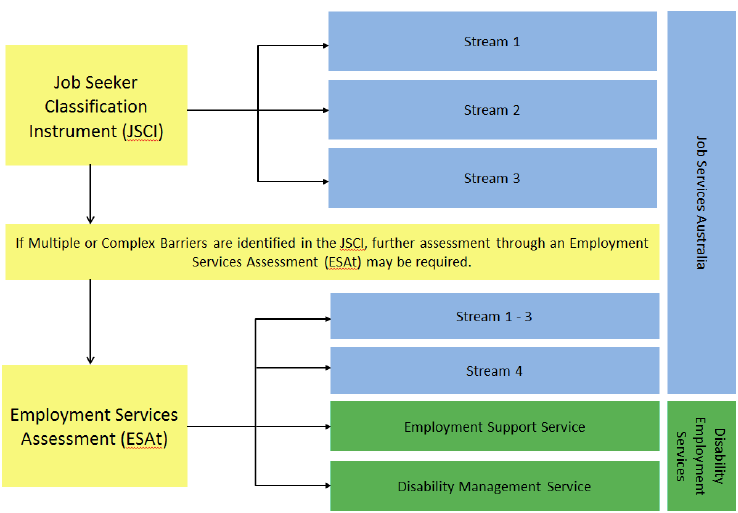 Job Seeker
Classification
Instrument (JSCI)
Stream 1
Stream 2
Stream 3
Job Services Australia
If Multiple or Complex Barriers are identified in the JSCI, further assessment through an Employment
Services Assessment (ESAt) may be required.
Employment Services
Assessment (ESAt)
Stream 1 - 3
Stream 4
Employment Support Service
Disability Management Service
Disability
Employment
Services